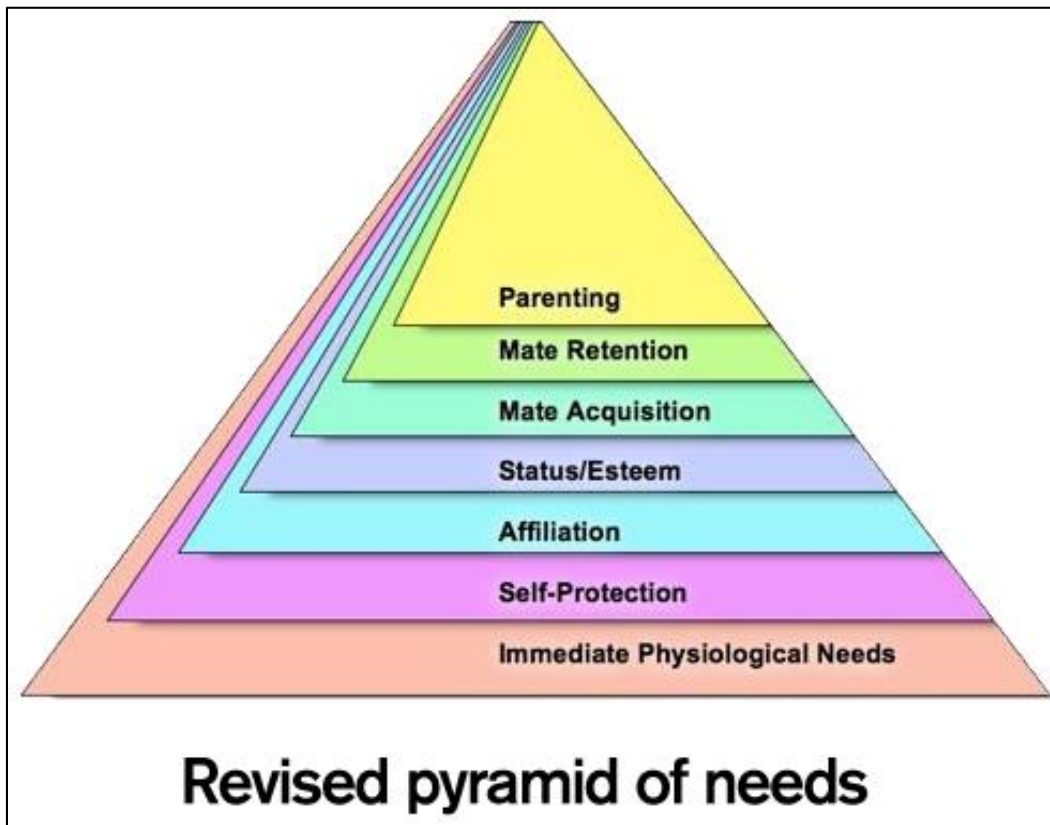 Parenting
Mate Retention
Mate Acquisition
Status/Esteem
Affiliation
Self-Protection
Immediate Physiological Needs
Revised pyramid of needs